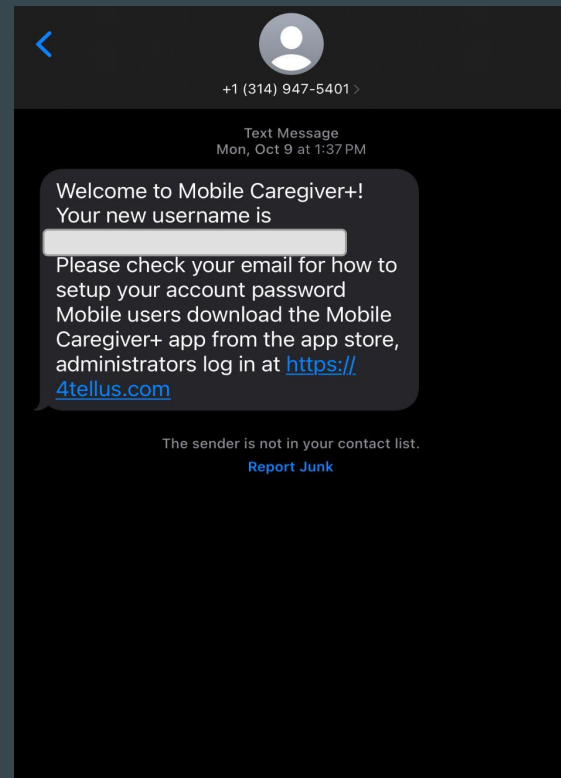 +1 (314) 947-5401 >
Text Message
Mon, Oct 9 at 1:37 PM
Welcome to Mobile Caregiver+!
Your new username is
Please check your email for how to
setup your account password
Mobile users download the Mobile
Caregiver+ app from the app store,
administrators log in at https://
4tellus.com
The sender is not in your contact list.
Report Junk